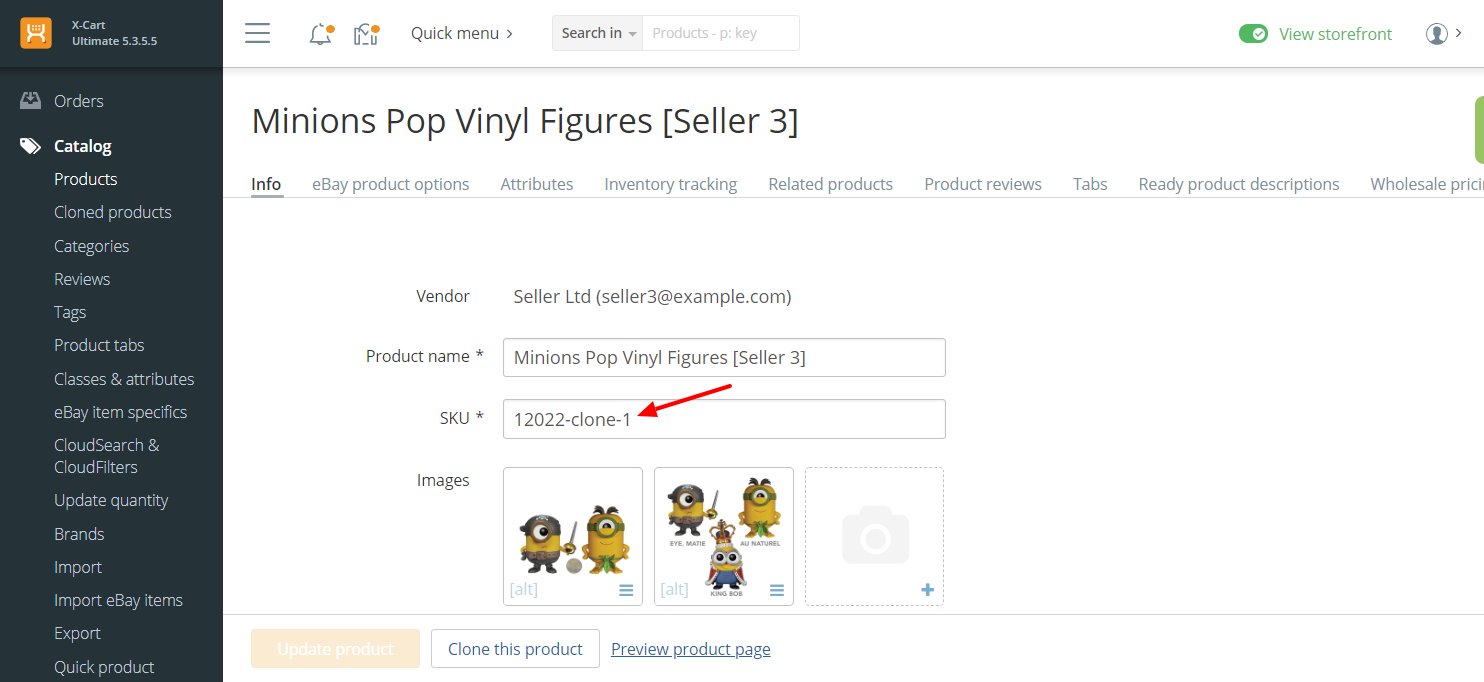 X-Cart
Ultimate 5.3.5.5
Quick menu
Search in
Products - p: key
View storefront
Orders
Catalog
Products
Cloned products
Categories
Reviews
Tags
Product tabs
Classes & attributes
eBay item specifics
CloudSearch &
CloudFilters
Update quantity
Brands
Import
Import eBay items
Export
Quick product
Minions Pop Vinyl Figures [Seller 3]
Info eBay product options Attributes Inventory tracking Related products Product reviews Tabs Ready product descriptions Wholesale prici
Vendor Seller Ltd (seller3@example.com)
Product name * Minions Pop Vinyl Figures [Seller 3]
SKU * 12022-clone-1
Images
EYE, MATIE AU NATUREL
KING BOB
[alt] [alt]
Update product Clone this product Preview product page